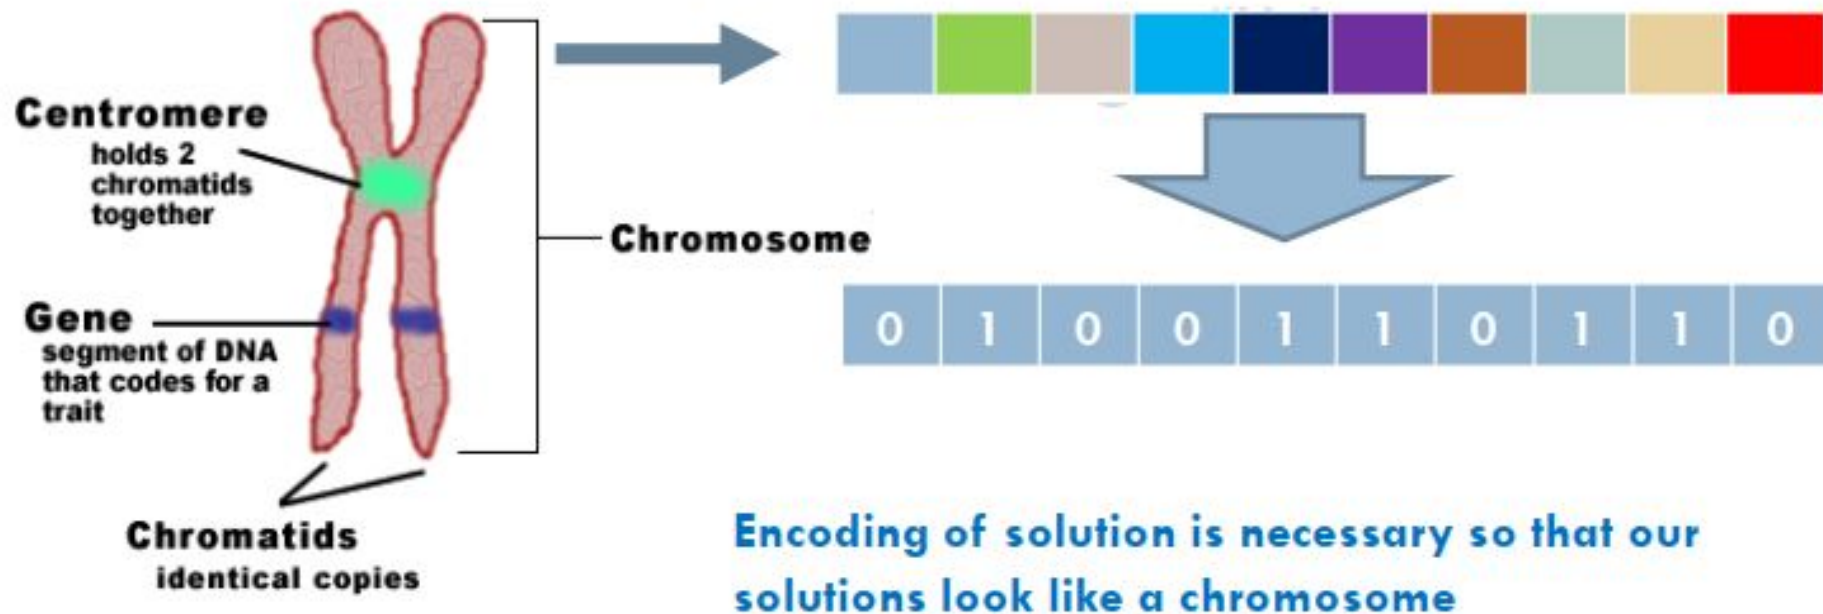 Centromere
holds 2
chromatids
together
Chromosome
Gene
segment of DNA
that codes for a
trait
Chromatids
identical copies
0 1 0 0 1 1 0 1 1 0
Encoding of solution is necessary so that our
solutions look like a chromosome